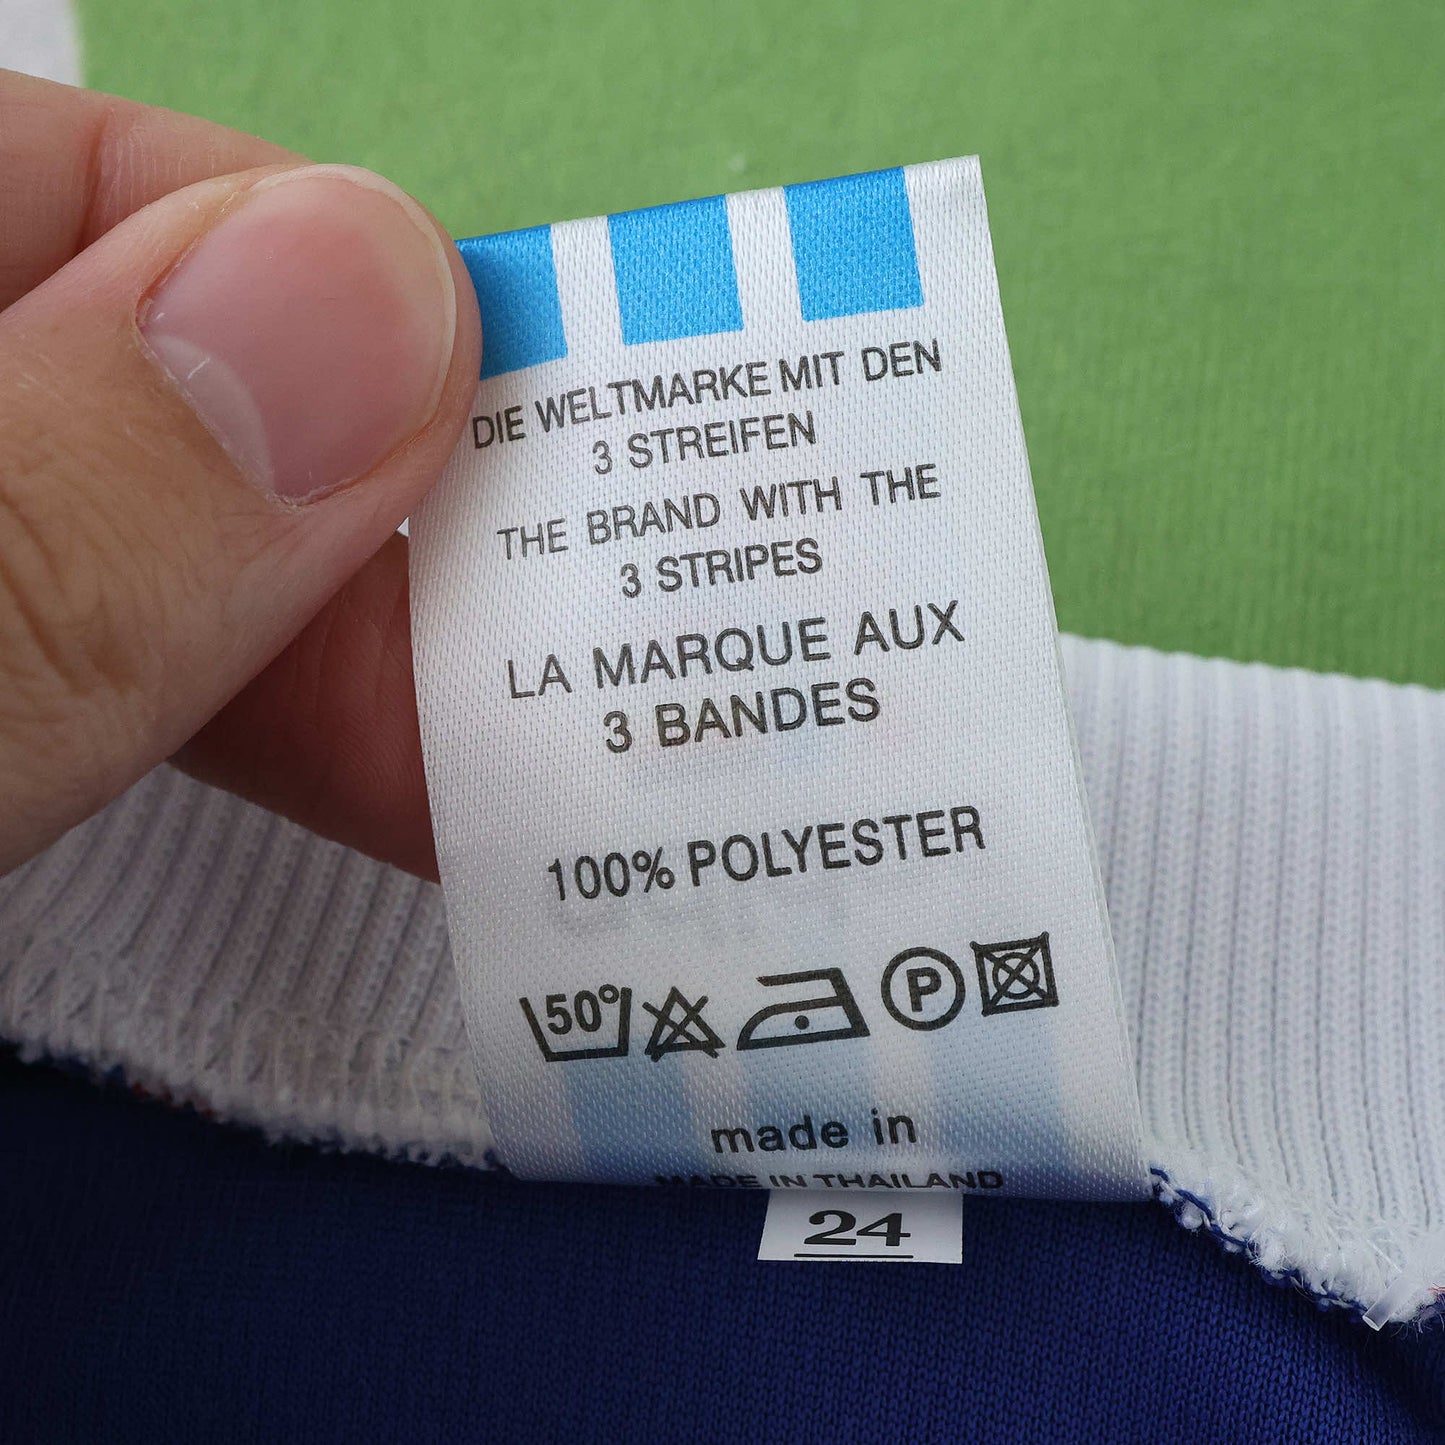 DIE WELTMARKE MIT DEN
3 STREIFEN
THE BRAND WITH THE
3 STRIPES
LA MARQUE AUX
3 BANDES
100% POLYESTER
50°
P
made in
MADE IN THAILAND
24